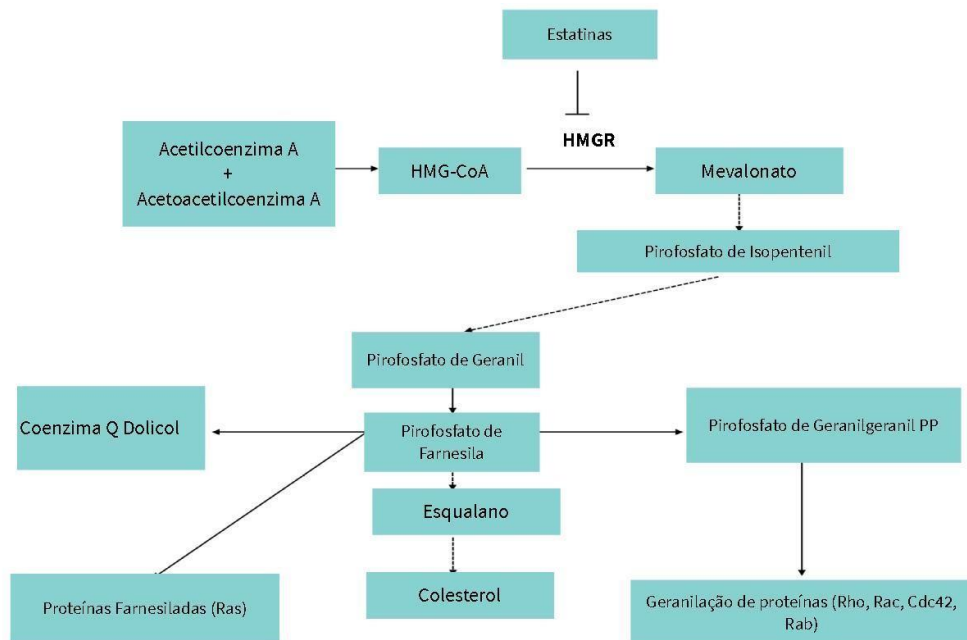 Estatinas
HMGR
Acetilcoenzima A
+
Acetoacetilcoenzima A
HMG-CoA
Mevalonato
Pirofosfato de Isopentenil
Pirofosfato de Geranil
Coenzima Q Dolicol
Pirofosfato de
Farnesila
Pirofosfato de Geranilgeranil PP
Esqualano
Colesterol
Proteínas Farnesiladas (Ras)
Geranilação de proteínas (Rho, Rac, Cdc42,
Rab)